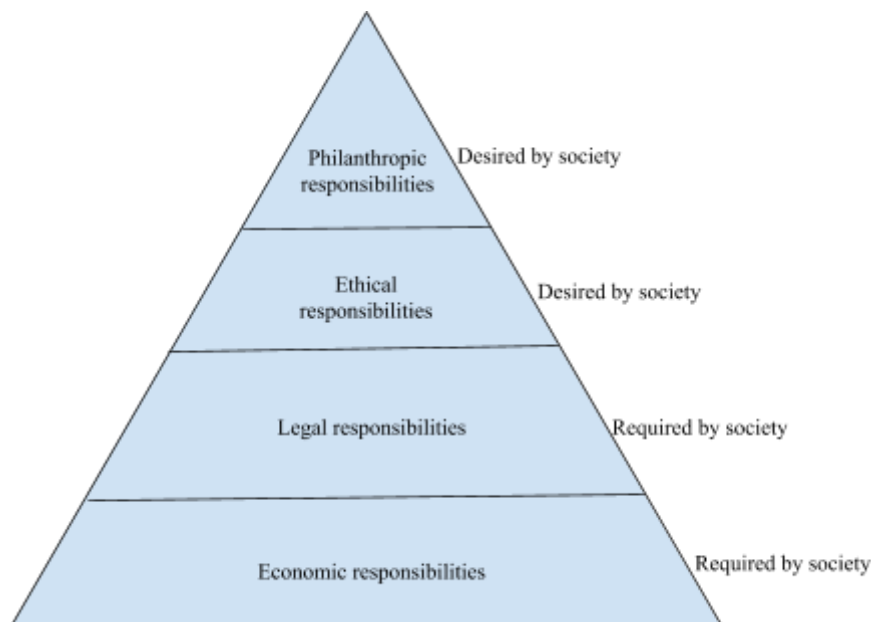 Philanthropic
responsibilities
Desired by society
Ethical
responsibilities
Desired by society
Legal responsibilities
Required by society
Economic responsibilities
Required by society